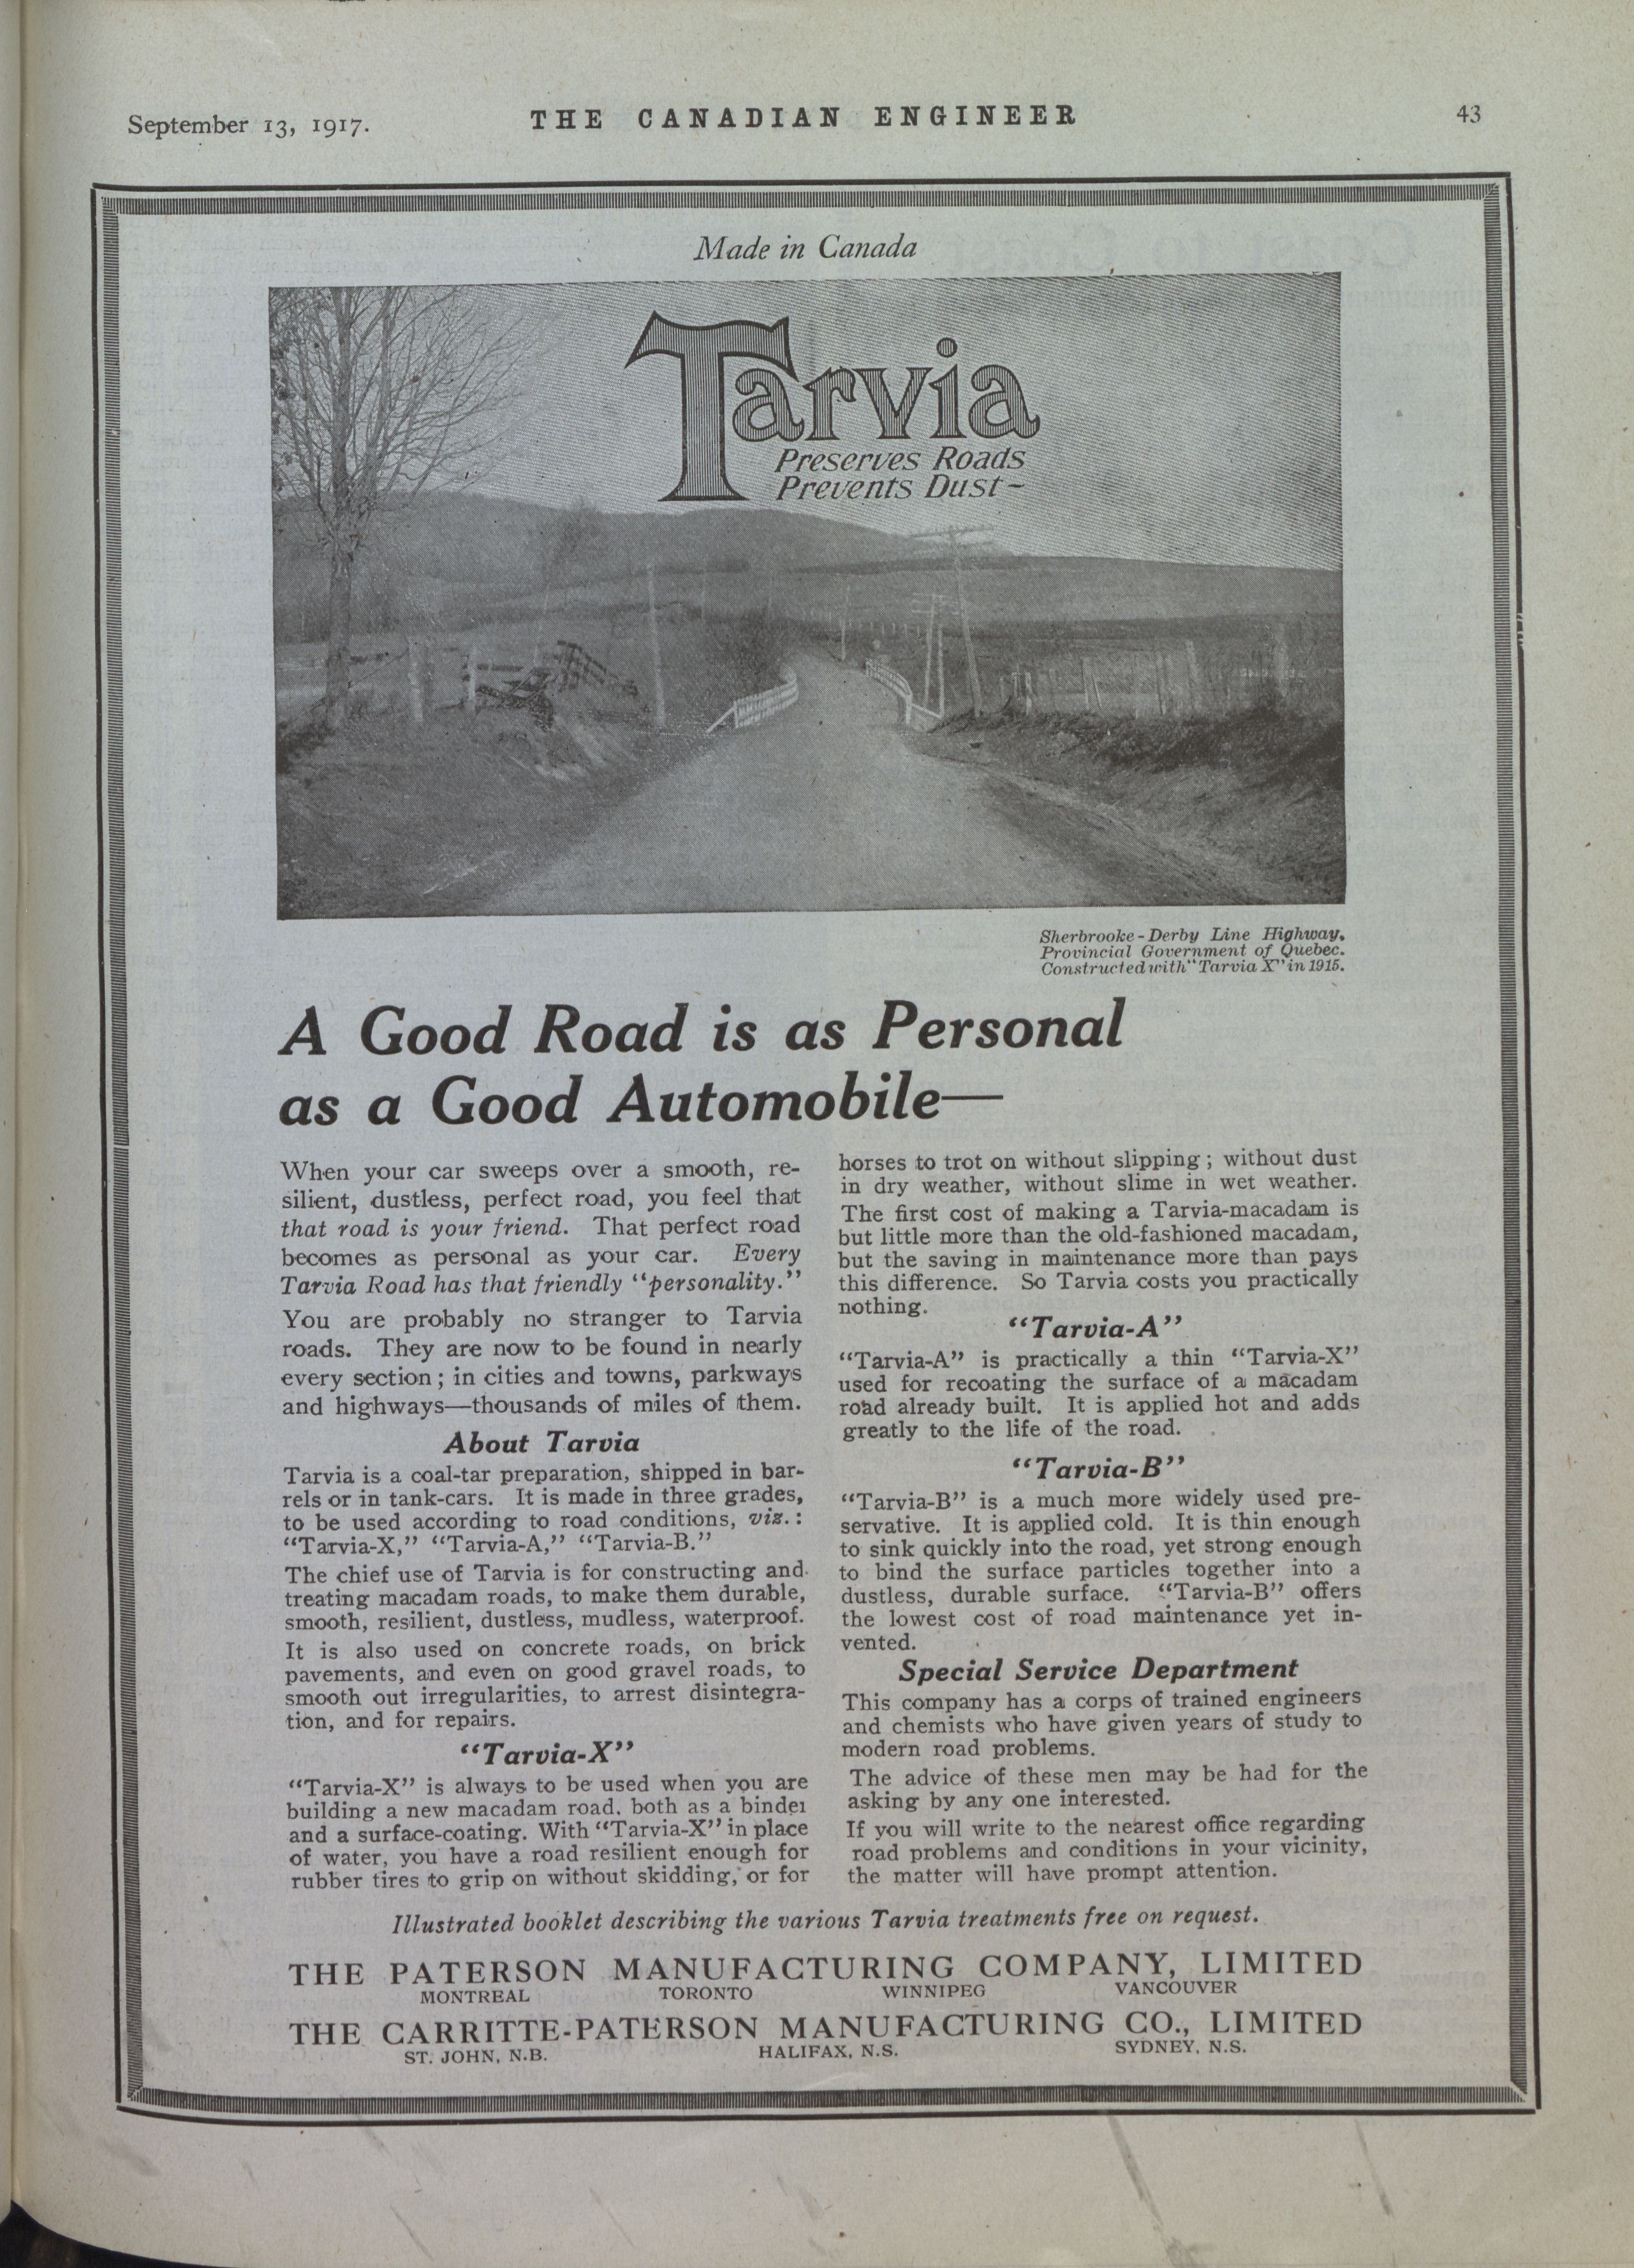 September 13, 1917.
THE CANADIAN ENGINEER
43
Made in Canada
Tarvia
Preserves Roads
Prevents Dust~
Sherbrooke-Derby Line Highway.
Provincial Government of Quebec.
Constructed with "Tarvia X" in 1915.
A Good Road is as Personal
as a Good Automobile—
When your car sweeps over a smooth, re-
silient, dustless, perfect road, you feel that
that road is your friend. That perfect road
becomes as personal as your car. Every
Tarvia Road has that friendly "personality."
You are probably no stranger to Tarvia
roads. They are now to be found in nearly
every section; in cities and towns, parkways
and highways—thousands of miles of them.
About Tarvia
Tarvia is a coal-tar preparation, shipped in bar-
rels or in tank-cars. It is made in three grades,
to be used according to road conditions, viz.:
"Tarvia-X," "Tarvia-A," "Tarvia-B."
The chief use of Tarvia is for constructing and
treating macadam roads, to make them durable,
smooth, resilient, dustless, mudless, waterproof.
It is also used on concrete roads, on brick
pavements, and even on good gravel roads, to
smooth out irregularities, to arrest disintegra-
tion, and for repairs.
"Tarvia-X"
"Tarvia-X" is always to be used when you are
building a new macadam road, both as a binder
and a surface-coating. With "Tarvia-X" in place
of water, you have a road resilient enough for
rubber tires to grip on without skidding, or for
horses to trot on without slipping; without dust
in dry weather, without slime in wet weather.
The first cost of making a Tarvia-macadam is
but little more than the old-fashioned macadam,
but the saving in maintenance more than pays
this difference. So Tarvia costs you practically
nothing.
"Tarvia-A"
"Tarvia-A" is practically a thin "Tarvia-X"
used for recoating the surface of a macadam
road already built. It is applied hot and adds
greatly to the life of the road.
"Tarvia-B"
"Tarvia-B" is a much more widely used pre-
servative. It is applied cold. It is thin enough
to sink quickly into the road, yet strong enough
to bind the surface particles together into a
dustless, durable surface. "Tarvia-B" offers
the lowest cost of road maintenance yet in-
vented.
Special Service Department
This company has a corps of trained engineers
and chemists who have given years of study to
modern road problems.
The advice of these men may be had for the
asking by any one interested.
If you will write to the nearest office regarding
road problems and conditions in your vicinity,
the matter will have prompt attention.
Illustrated booklet describing the various Tarvia treatments free on request.
THE PATERSON MANUFACTURING COMPANY, LIMITED
MONTREAL TORONTO WINNIPEG VANCOUVER
THE CARRITTE-PATERSON MANUFACTURING CO., LIMITED
ST. JOHN, N.B. HALIFAX, N.S. SYDNEY, N.S.